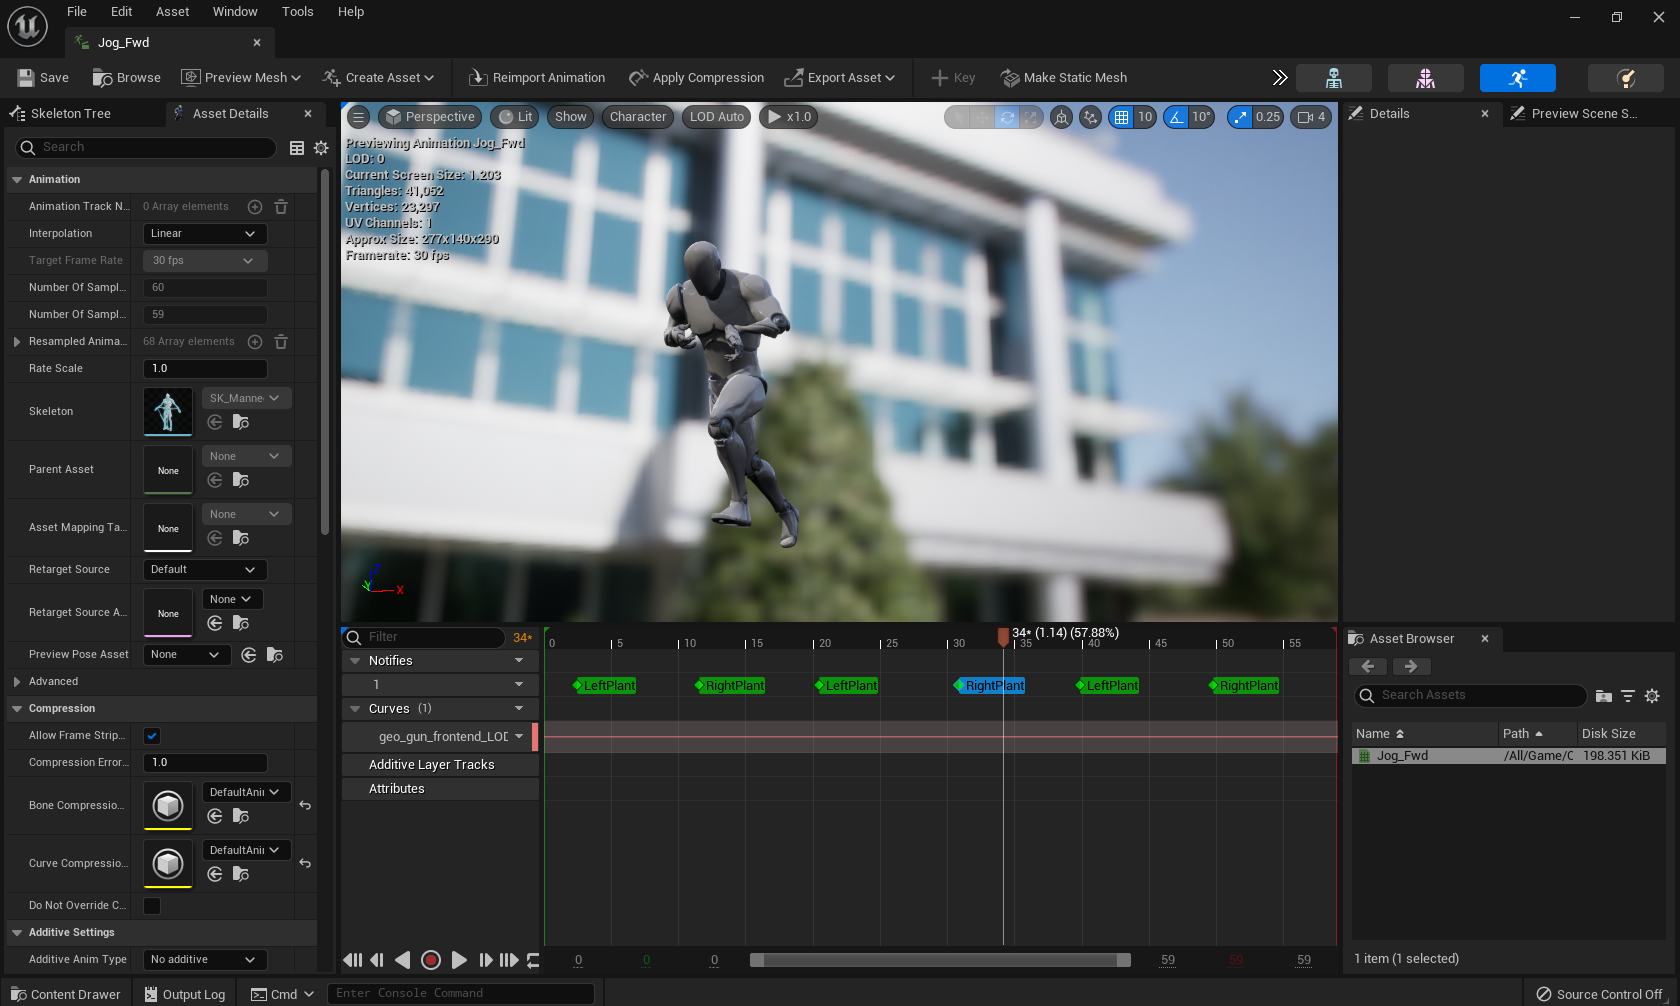 File Edit Asset Window Tools Help
Jog_Fwd
Save Browse Preview Mesh Create Asset Reimport Animation Apply Compression Export Asset Key Make Static Mesh
Skeleton Tree Asset Details
Search
Animation
Animation Track N... 0 Array elements
Interpolation Linear
Target Frame Rate 30 fps
Number Of Sampl... 60
Number Of Sampl... 59
Resampled Anima... 68 Array elements
Rate Scale 1.0
Skeleton SK_Manne
Parent Asset None None
Asset Mapping Ta... None None
Retarget Source Default
Retarget Source A... None None
Preview Pose Asset None
Advanced
Compression
Allow Frame Strip...
Compression Error... 1.0
Bone Compressio... DefaultAni
Curve Compressio... DefaultAni
Do Not Override C...
Additive Settings
Additive Anim Type No additive
Perspective Lit Show Character LOD Auto x1.0 10 10° 0.25 4
Previewing Animation Jog_Fwd
LOD: 0
Current Screen Size: 1.203
Triangles: 41,052
Vertices: 23,297
UV Channels: 1
Approx Size: 277x140x290
Framerate: 30 fps
Z
Y
X
Filter 34*
34* (1.14) (57.88%)
0 5 10 15 20 25 30 35 40 45 50 55
Notifies
1 LeftPlant RightPlant LeftPlant RightPlant LeftPlant RightPlant
Curves (1)
geo_gun_frontend_LOD
Additive Layer Tracks
Attributes
0 0 0 59 59 59
Details Preview Scene S...
Asset Browser
Search Assets
Name Path Disk Size
Jog_Fwd /All/Game/C 198.351 KiB
1 item (1 selected)
Content Drawer Output Log Cmd Enter Console Command Source Control Off